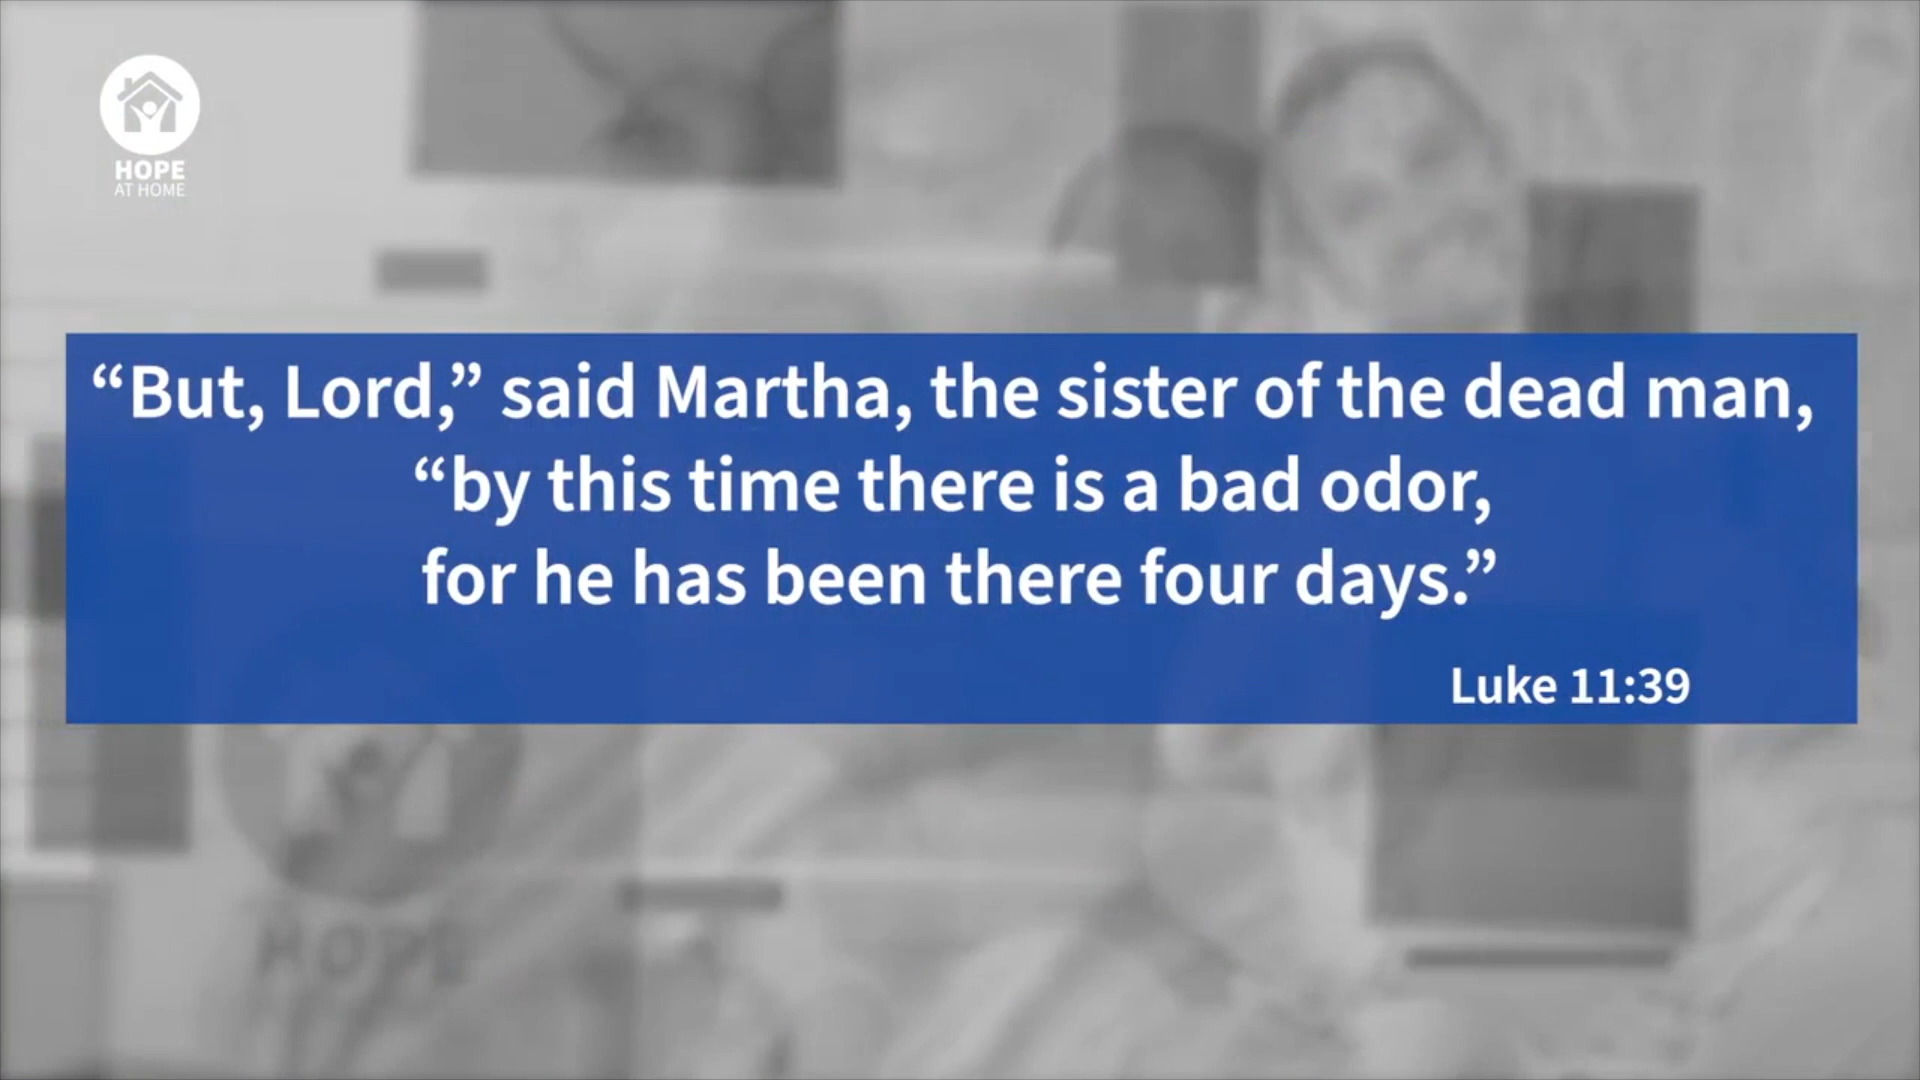 HOPE
AT HOME
“But, Lord,” said Martha, the sister of the dead man,
“by this time there is a bad odor,
for he has been there four days.”
Luke 11:39
HOPE